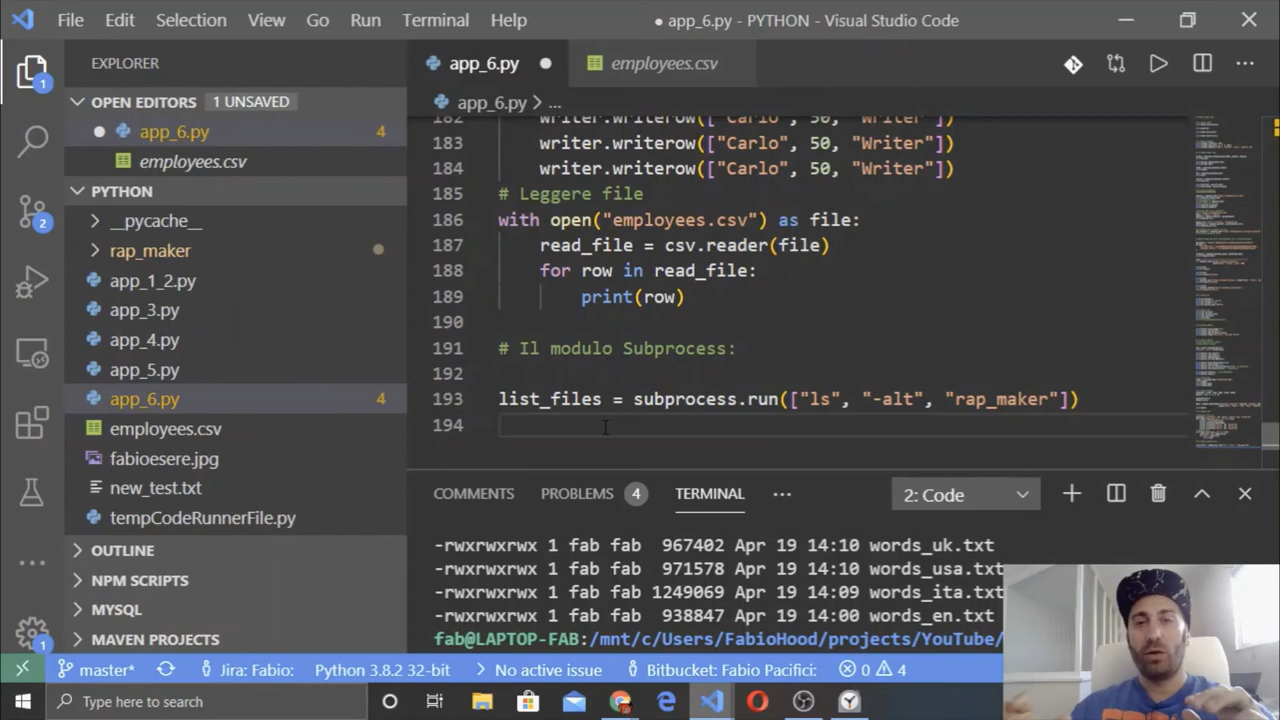 File Edit Selection View Go Run Terminal Help
● app_6.py - PYTHON - Visual Studio Code
EXPLORER
OPEN EDITORS 1 UNSAVED
app_6.py 4
employees.csv
PYTHON
__pycache__
rap_maker
app_1_2.py
app_3.py
app_4.py
app_5.py
app_6.py 4
employees.csv
fabioesere.jpg
new_test.txt
tempCodeRunnerFile.py
OUTLINE
NPM SCRIPTS
MYSQL
MAVEN PROJECTS
1
2
1
app_6.py employees.csv
app_6.py > ...
182 writer.writerow(["Carlo", 50, "Writer"])
183 writer.writerow(["Carlo", 50, "Writer"])
184 writer.writerow(["Carlo", 50, "Writer"])
185 # Leggere file
186 with open("employees.csv") as file:
187 read_file = csv.reader(file)
188 for row in read_file:
189 print(row)
190
191 # Il modulo Subprocess:
192
193 list_files = subprocess.run(["ls", "-alt", "rap_maker"])
194
COMMENTS PROBLEMS 4 TERMINAL ... 2: Code
-rwxrwxrwx 1 fab fab 967402 Apr 19 14:10 words_uk.txt
-rwxrwxrwx 1 fab fab 971578 Apr 19 14:10 words_usa.txt
-rwxrwxrwx 1 fab fab 1249069 Apr 19 14:09 words_ita.txt
-rwxrwxrwx 1 fab fab 938847 Apr 19 14:00 words_en.txt
fab@LAPTOP-FAB:/mnt/c/Users/FabioHood/projects/YouTube/
master* Jira: Fabio: Python 3.8.2 32-bit No active issue Bitbucket: Fabio Pacifici: 0 4
Type here to search